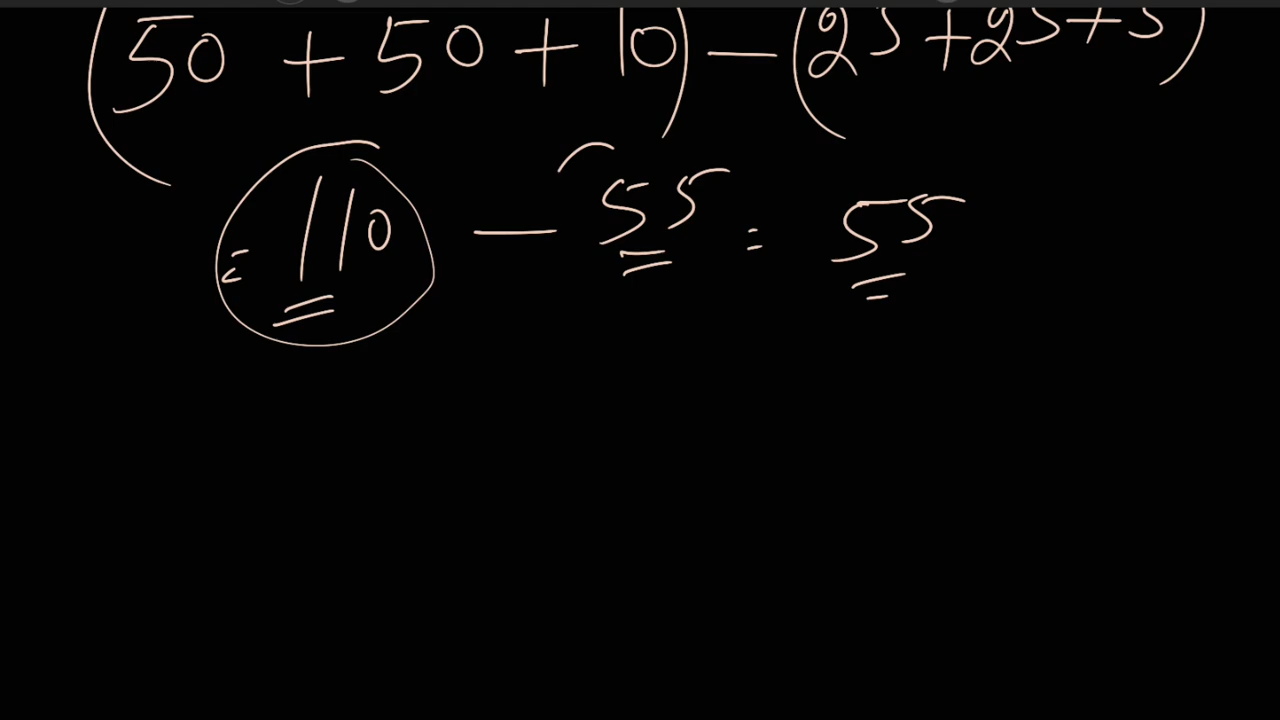 (50 + 50 + 10) - (25 + 25 + 5)
= 110 - 55 = 55